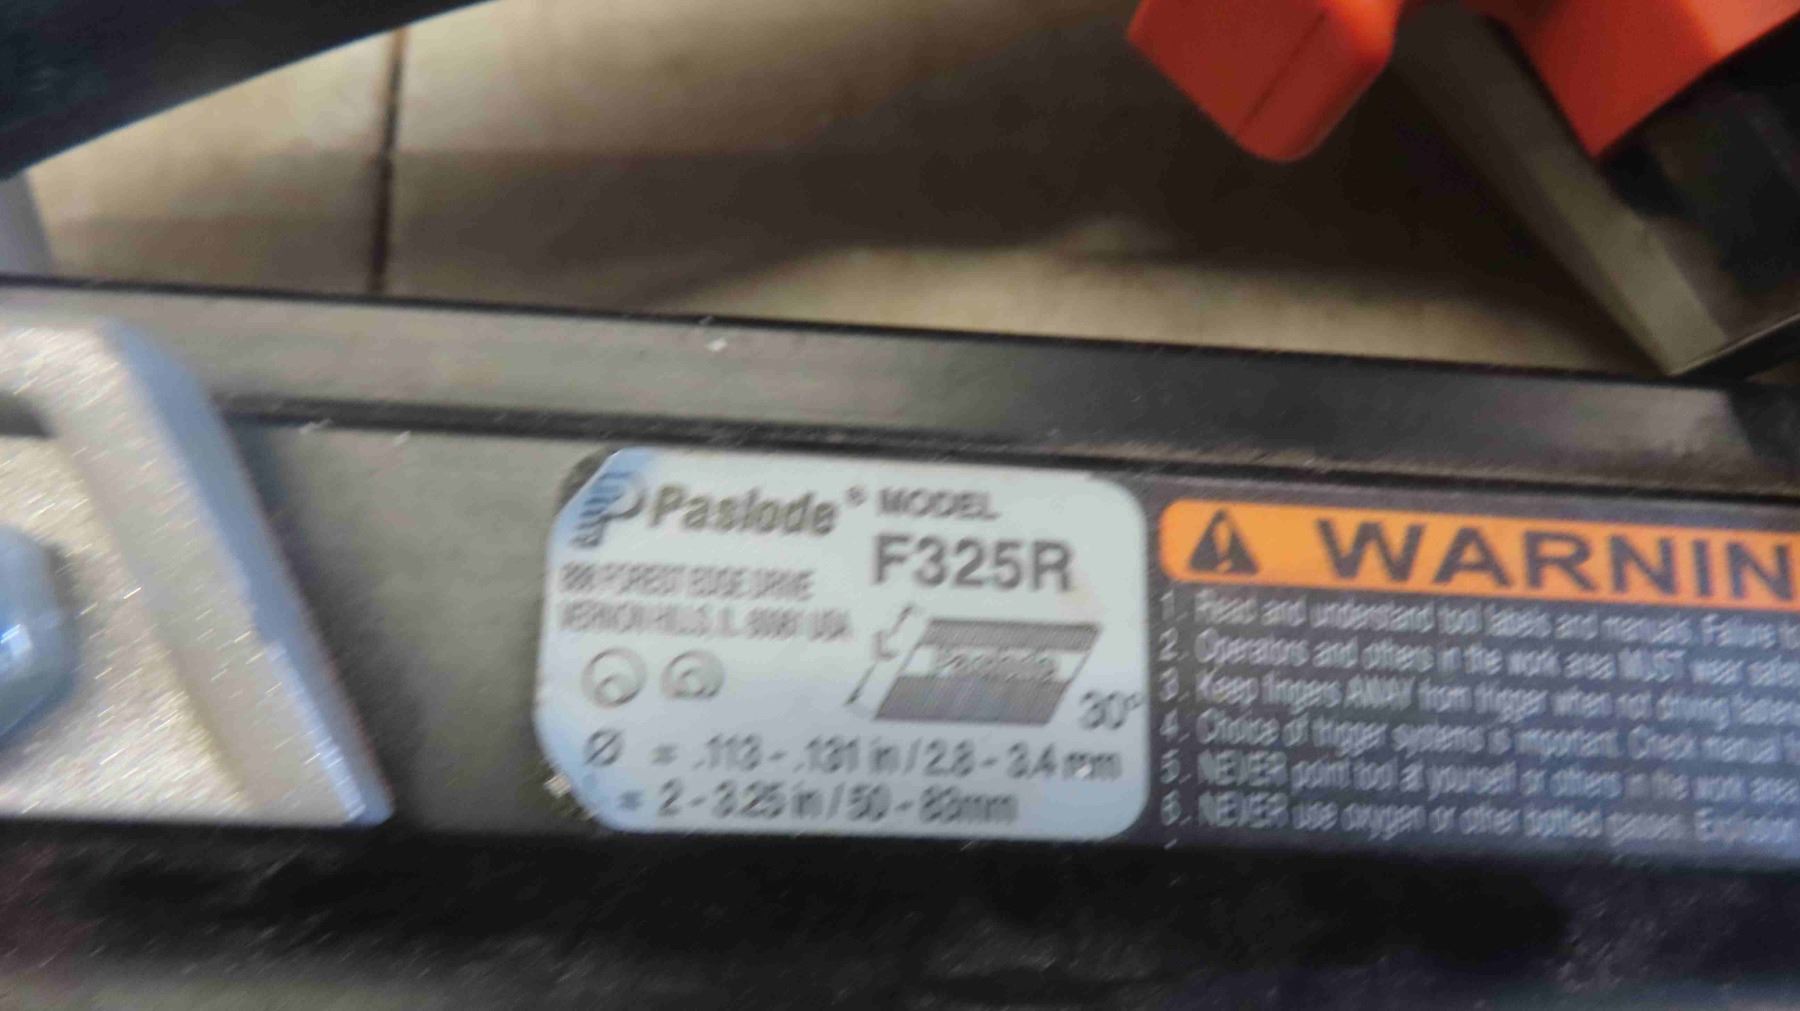 Paslode® MODEL
F325R
FOREST EDGE DRIVE
VERNON HILLS, IL 60061 USA
Paslode
30°
Ø = .113 - .131 in / 2.8 - 3.4 mm
= 2 - 3.25 in / 50 - 83mm
WARNIN
1. Read and understand tool labels and manuals. Failure to
2. Operators and others in the work area MUST wear safe
3. Keep fingers AWAY from trigger when not driving fastene
4. Choice of trigger systems is important. Check manual f
5. NEVER point tool at yourself or others in the work area
6. NEVER use oxygen or other bottled gasses. Explosion